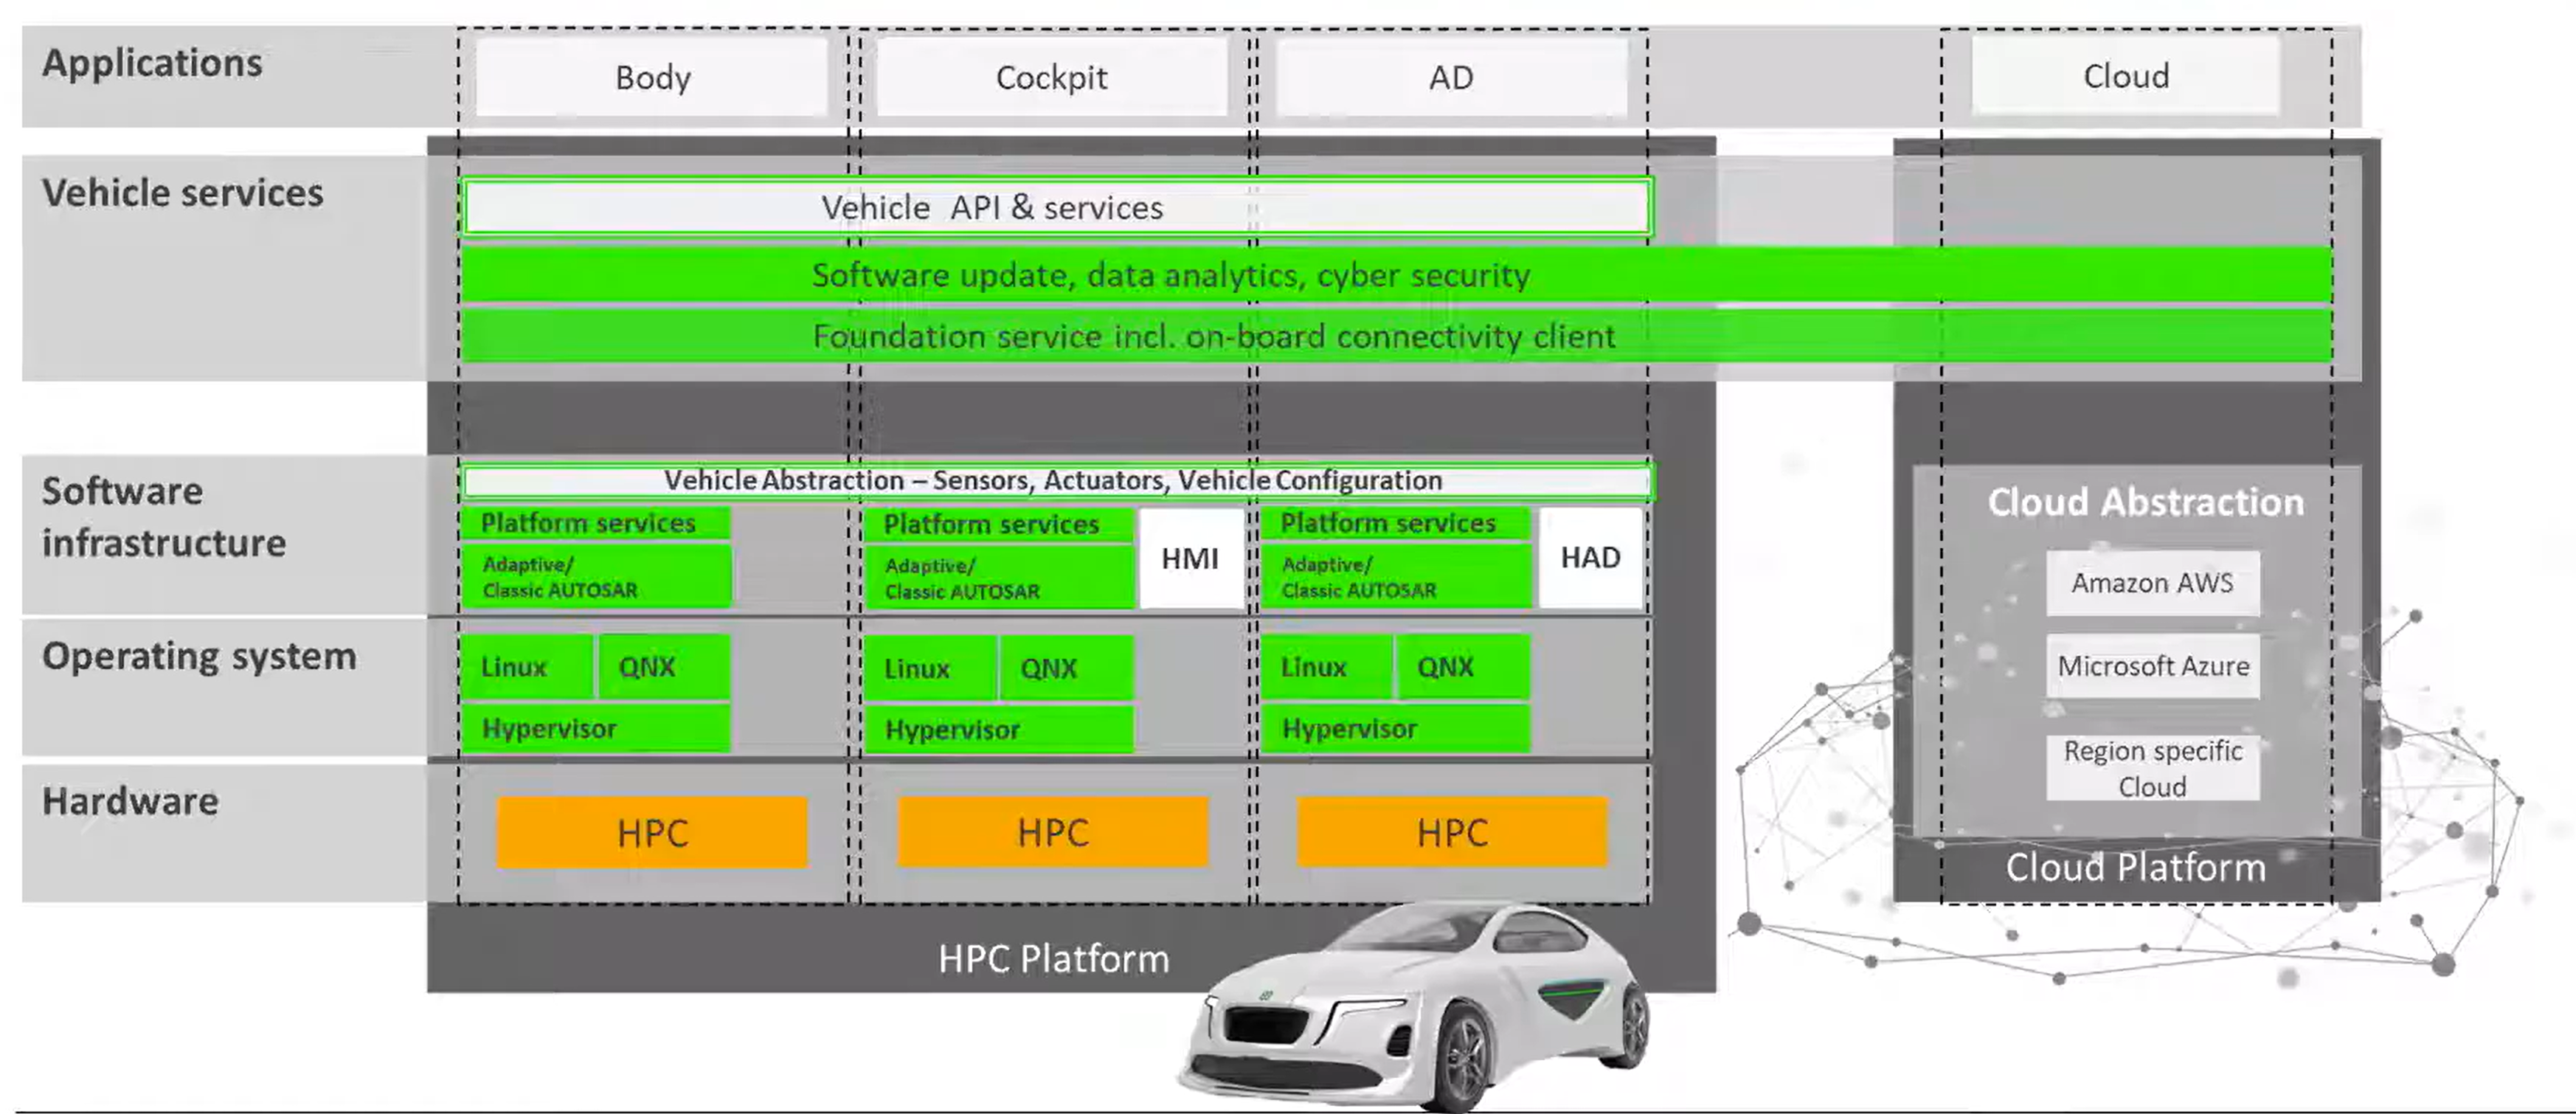 Applications
Body
Cockpit
AD
Cloud
Vehicle services
Vehicle API & services
Software update, data analytics, cyber security
Foundation service incl. on-board connectivity client
Software
infrastructure
Vehicle Abstraction – Sensors, Actuators, Vehicle Configuration
Platform services
Adaptive/
Classic AUTOSAR
Platform services
Adaptive/
Classic AUTOSAR
HMI
Platform services
Adaptive/
Classic AUTOSAR
HAD
Cloud Abstraction
Amazon AWS
Microsoft Azure
Region specific
Cloud
Operating system
Linux
QNX
Hypervisor
Linux
QNX
Hypervisor
Linux
QNX
Hypervisor
Hardware
HPC
HPC
HPC
Cloud Platform
HPC Platform